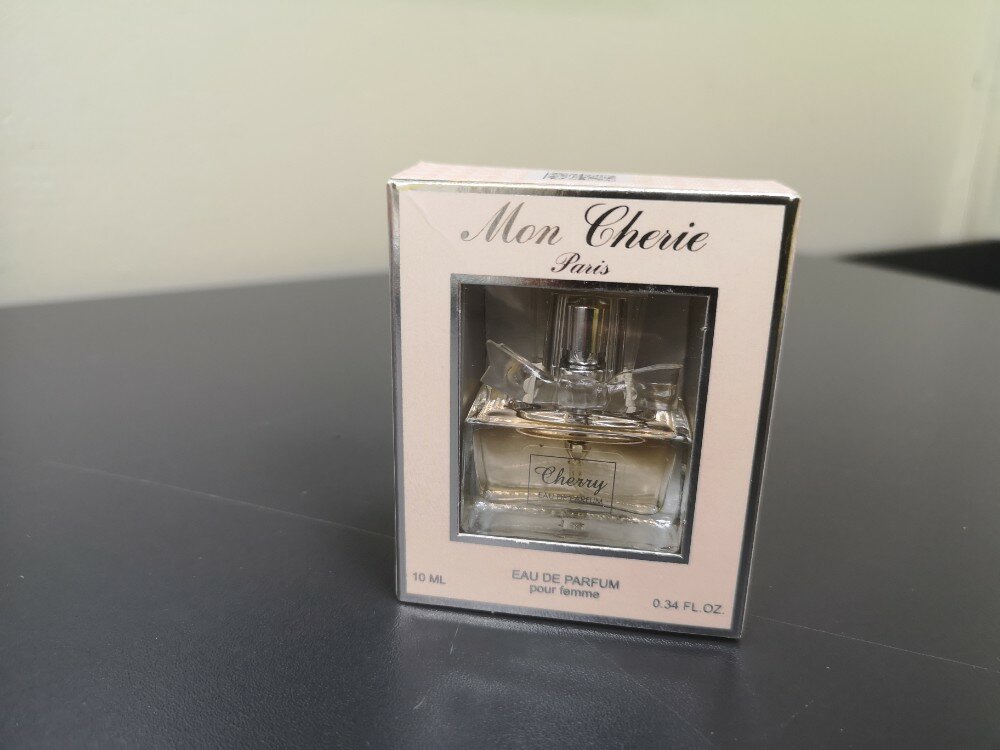 Mon Cherie
Paris
Cherry
EAU DE PARFUM
10 ML
EAU DE PARFUM
pour femme
0.34 FL.OZ.